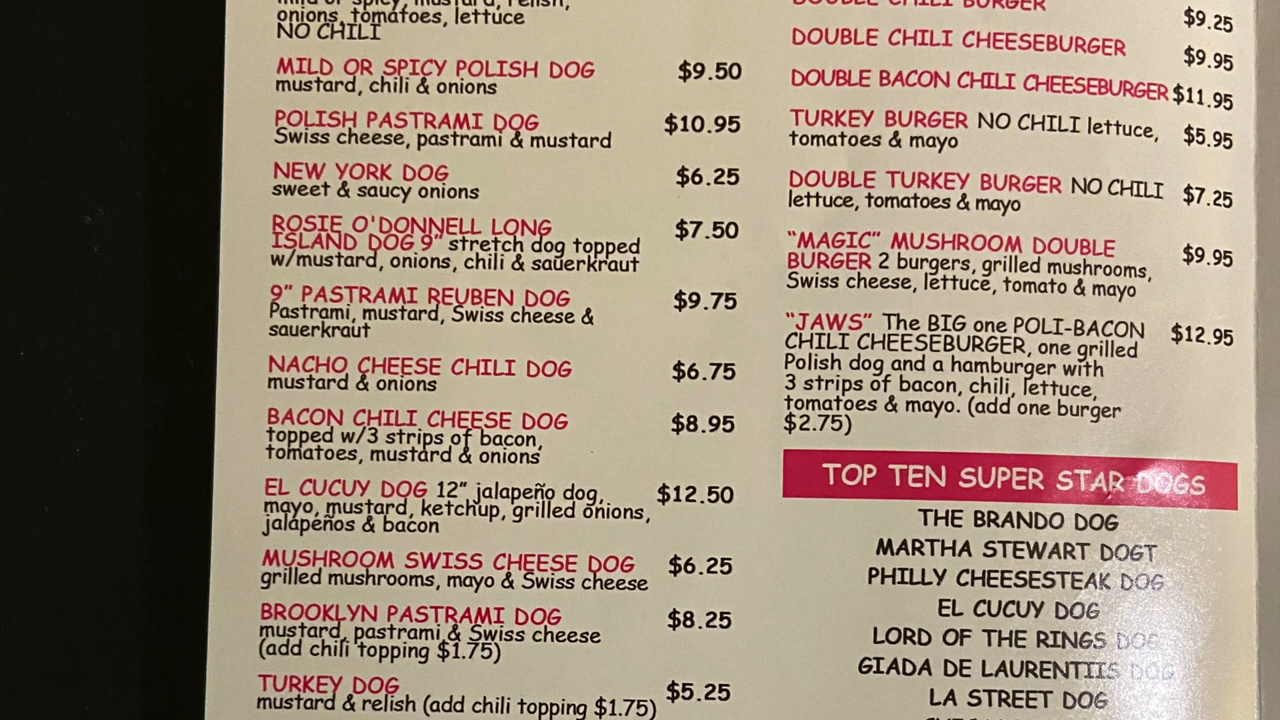 onions, tomatoes, lettuce
NO CHILI
MILD OR SPICY POLISH DOG $9.50
mustard, chili & onions
POLISH PASTRAMI DOG $10.95
Swiss cheese, pastrami & mustard
NEW YORK DOG $6.25
sweet & saucy onions
ROSIE O'DONNELL LONG $7.50
ISLAND DOG 9" stretch dog topped
w/mustard, onions, chili & sauerkraut
9" PASTRAMI REUBEN DOG $9.75
Pastrami, mustard, Swiss cheese &
sauerkraut
NACHO CHEESE CHILI DOG $6.75
mustard & onions
BACON CHILI CHEESE DOG $8.95
topped w/3 strips of bacon,
tomatoes, mustard & onions
EL CUCUY DOG 12" jalapeño dog, $12.50
mayo, mustard, ketchup, grilled onions,
jalapeños & bacon
MUSHROOM SWISS CHEESE DOG $6.25
grilled mushrooms, mayo & Swiss cheese
BROOKLYN PASTRAMI DOG $8.25
mustard, pastrami & Swiss cheese
(add chili topping $1.75)
TURKEY DOG $5.25
mustard & relish (add chili topping $1.75)
DOUBLE CHILI BURGER $9.25
DOUBLE CHILI CHEESEBURGER $9.95
DOUBLE BACON CHILI CHEESEBURGER $11.95
TURKEY BURGER NO CHILI lettuce, $5.95
tomatoes & mayo
DOUBLE TURKEY BURGER NO CHILI $7.25
lettuce, tomatoes & mayo
"MAGIC" MUSHROOM DOUBLE $9.95
BURGER 2 burgers, grilled mushrooms,
Swiss cheese, lettuce, tomato & mayo
"JAWS" The BIG one POLI-BACON $12.95
CHILI CHEESEBURGER, one grilled
Polish dog and a hamburger with
3 strips of bacon, chili, lettuce,
tomatoes & mayo. (add one burger
$2.75)
TOP TEN SUPER STAR DOGS
THE BRANDO DOG
MARTHA STEWART DOGT
PHILLY CHEESESTEAK DOG
EL CUCUY DOG
LORD OF THE RINGS DOG
GIADA DE LAURENTIIS DOG
LA STREET DOG